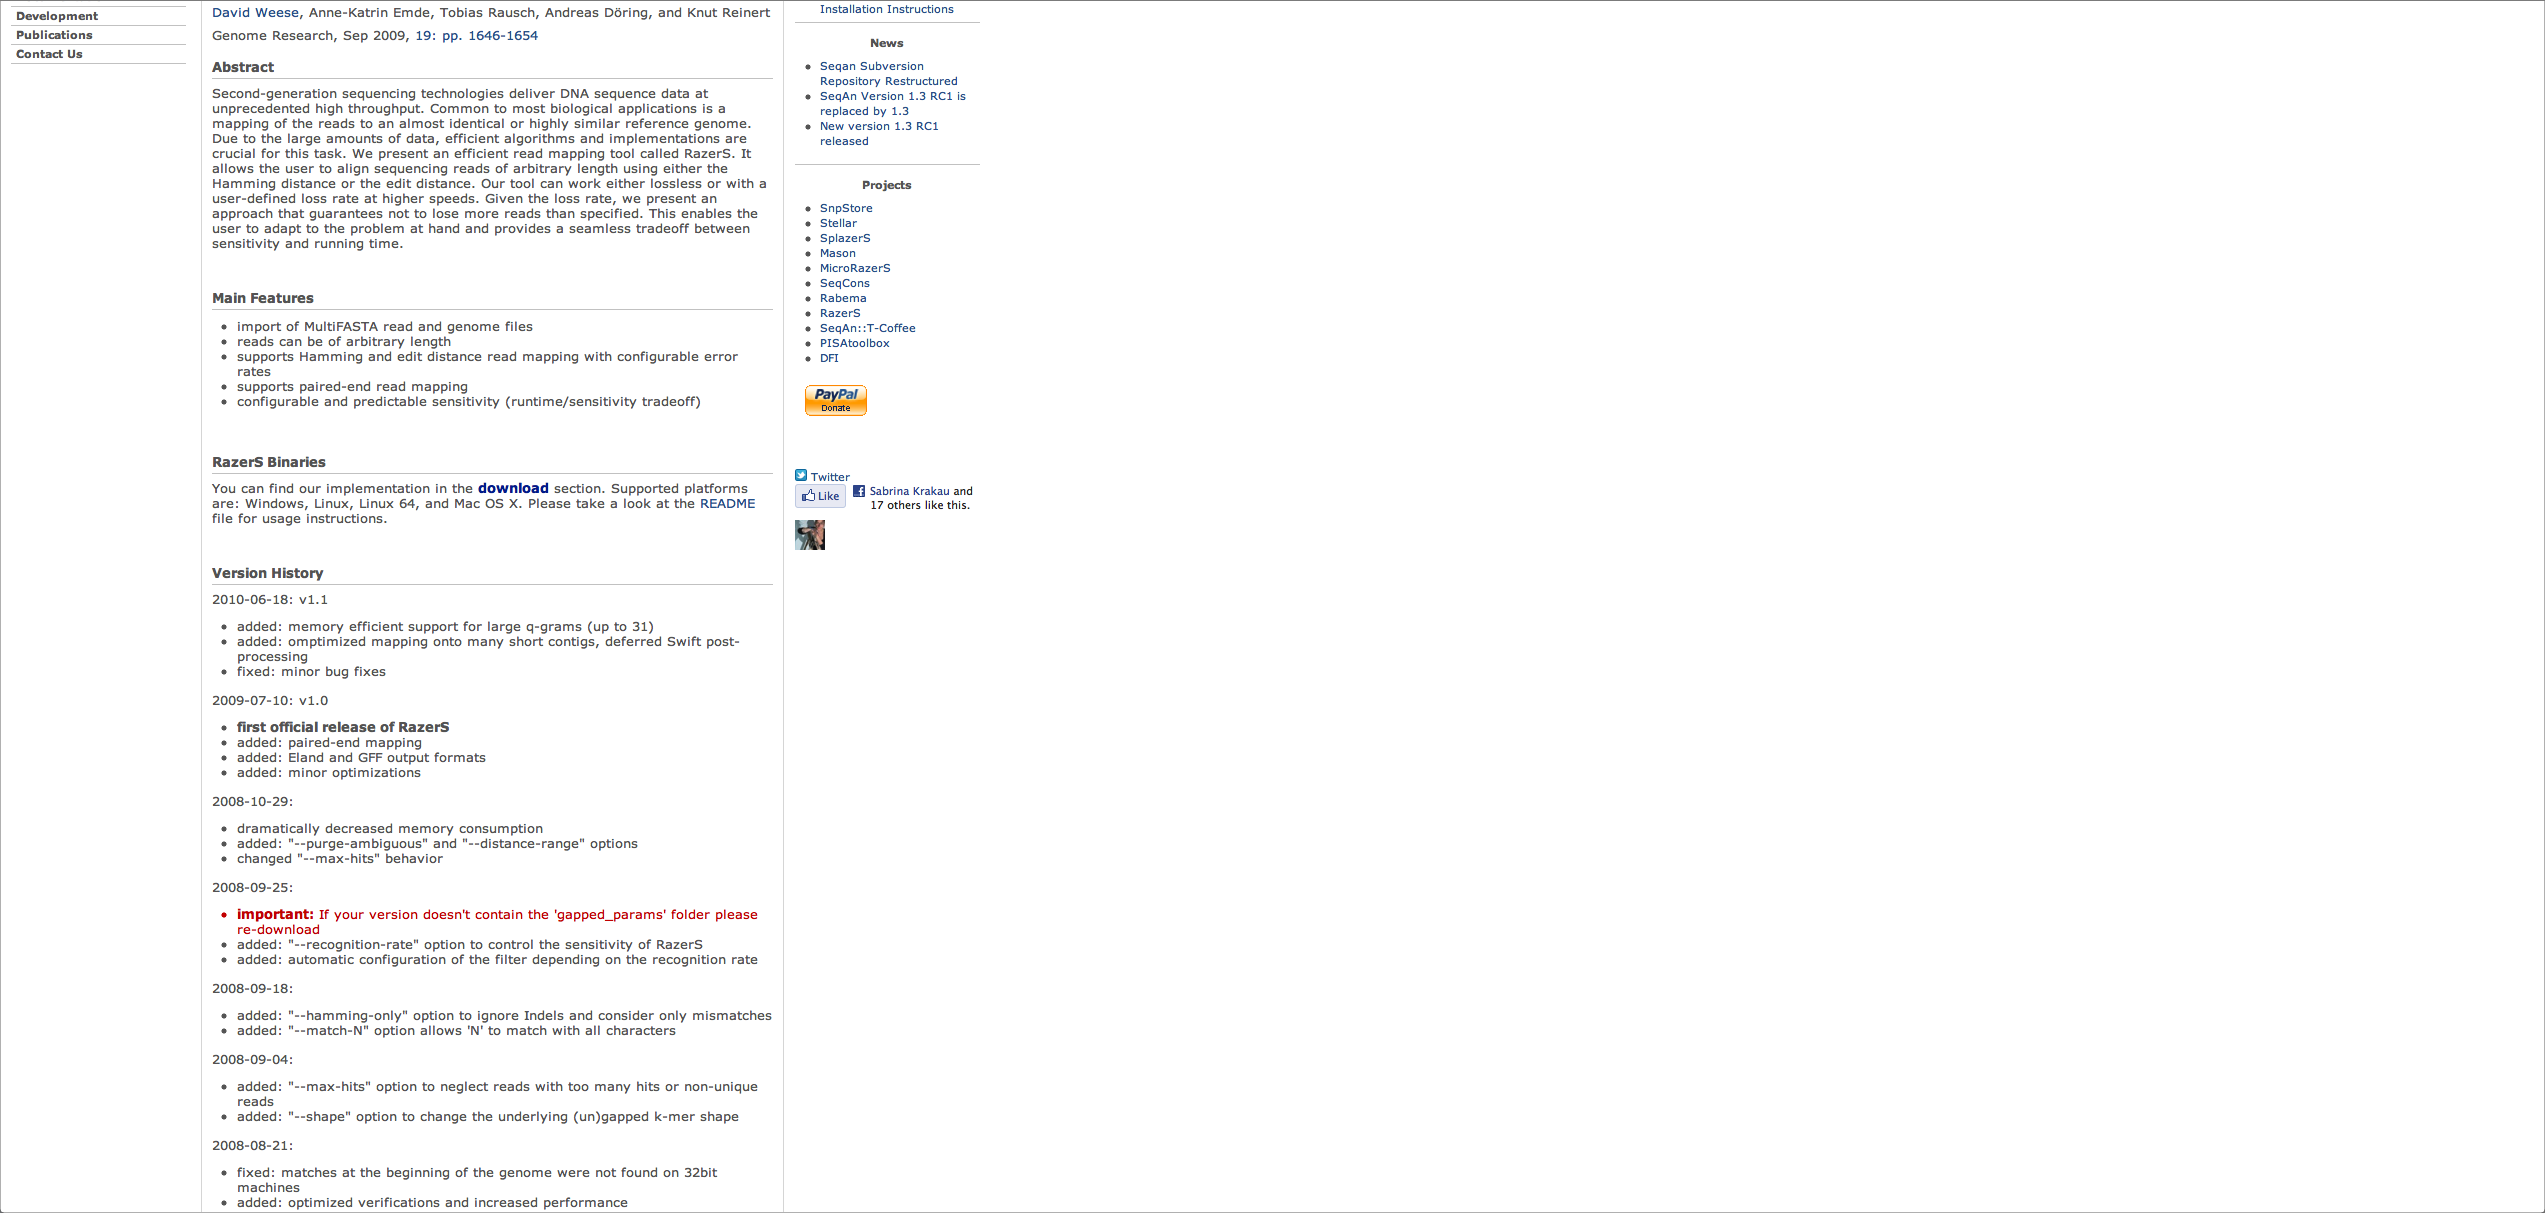 Development
Publications
Contact Us
David Weese, Anne-Katrin Emde, Tobias Rausch, Andreas Döring, and Knut Reinert
Genome Research, Sep 2009, 19: pp. 1646-1654
Abstract
Second-generation sequencing technologies deliver DNA sequence data at
unprecedented high throughput. Common to most biological applications is a
mapping of the reads to an almost identical or highly similar reference genome.
Due to the large amounts of data, efficient algorithms and implementations are
crucial for this task. We present an efficient read mapping tool called RazerS. It
allows the user to align sequencing reads of arbitrary length using either the
Hamming distance or the edit distance. Our tool can work either lossless or with a
user-defined loss rate at higher speeds. Given the loss rate, we present an
approach that guarantees not to lose more reads than specified. This enables the
user to adapt to the problem at hand and provides a seamless tradeoff between
sensitivity and running time.
Main Features
• import of MultiFASTA read and genome files
• reads can be of arbitrary length
• supports Hamming and edit distance read mapping with configurable error
rates
• supports paired-end read mapping
• configurable and predictable sensitivity (runtime/sensitivity tradeoff)
RazerS Binaries
You can find our implementation in the download section. Supported platforms
are: Windows, Linux, Linux 64, and Mac OS X. Please take a look at the README
file for usage instructions.
Version History
2010-06-18: v1.1
• added: memory efficient support for large q-grams (up to 31)
• added: omptimized mapping onto many short contigs, deferred Swift post-
processing
• fixed: minor bug fixes
2009-07-10: v1.0
• first official release of RazerS
• added: paired-end mapping
• added: Eland and GFF output formats
• added: minor optimizations
2008-10-29:
• dramatically decreased memory consumption
• added: "--purge-ambiguous" and "--distance-range" options
• changed "--max-hits" behavior
2008-09-25:
• important: If your version doesn't contain the 'gapped_params' folder please
re-download
• added: "--recognition-rate" option to control the sensitivity of RazerS
• added: automatic configuration of the filter depending on the recognition rate
2008-09-18:
• added: "--hamming-only" option to ignore Indels and consider only mismatches
• added: "--match-N" option allows 'N' to match with all characters
2008-09-04:
• added: "--max-hits" option to neglect reads with too many hits or non-unique
reads
• added: "--shape" option to change the underlying (un)gapped k-mer shape
2008-08-21:
• fixed: matches at the beginning of the genome were not found on 32bit
machines
• added: optimized verifications and increased performance
Installation Instructions
News
• Seqan Subversion
Repository Restructured
• SeqAn Version 1.3 RC1 is
replaced by 1.3
• New version 1.3 RC1
released
Projects
• SnpStore
• Stellar
• SplazerS
• Mason
• MicroRazerS
• SeqCons
• Rabema
• RazerS
• SeqAn::T-Coffee
• PISAtoolbox
• DFI
PayPal
Donate
Twitter
Like
Sabrina Krakau and
17 others like this.